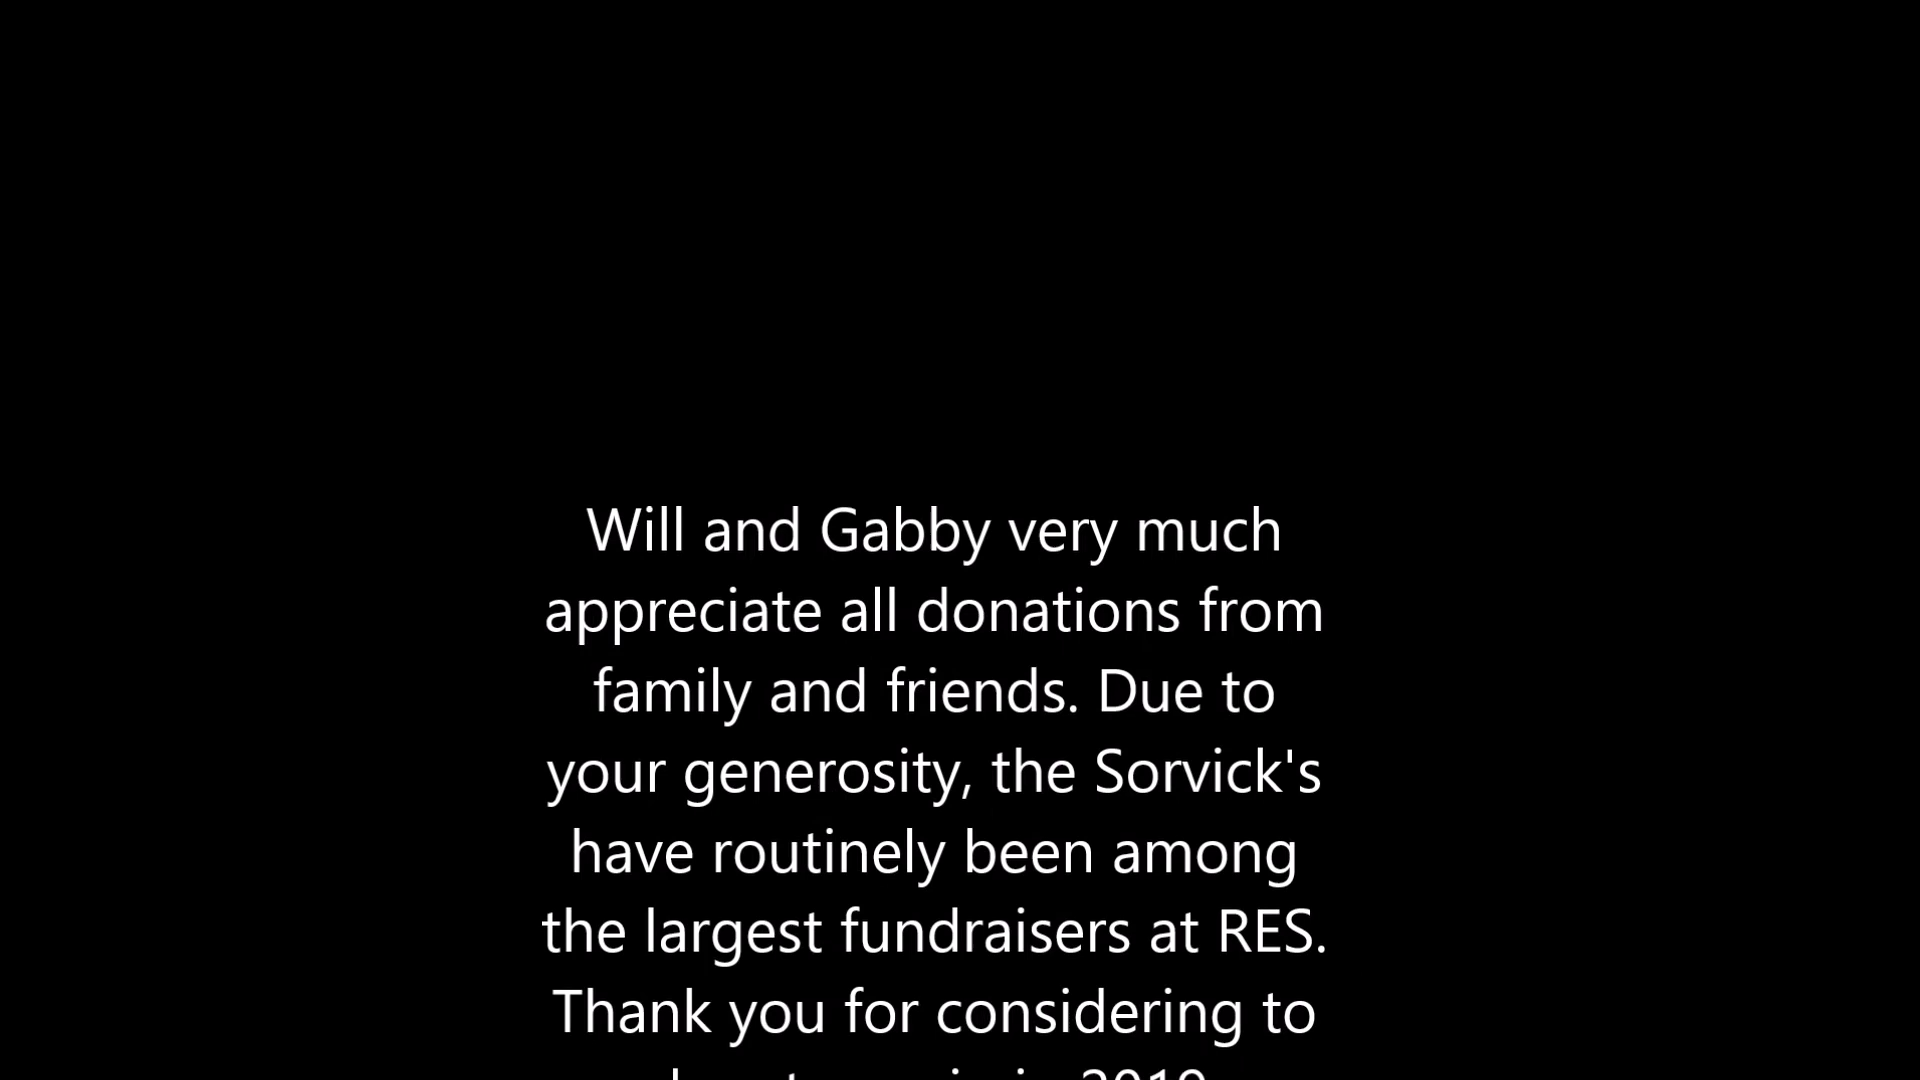 Will and Gabby very much
appreciate all donations from
family and friends. Due to
your generosity, the Sorvick's
have routinely been among
the largest fundraisers at RES.
Thank you for considering to